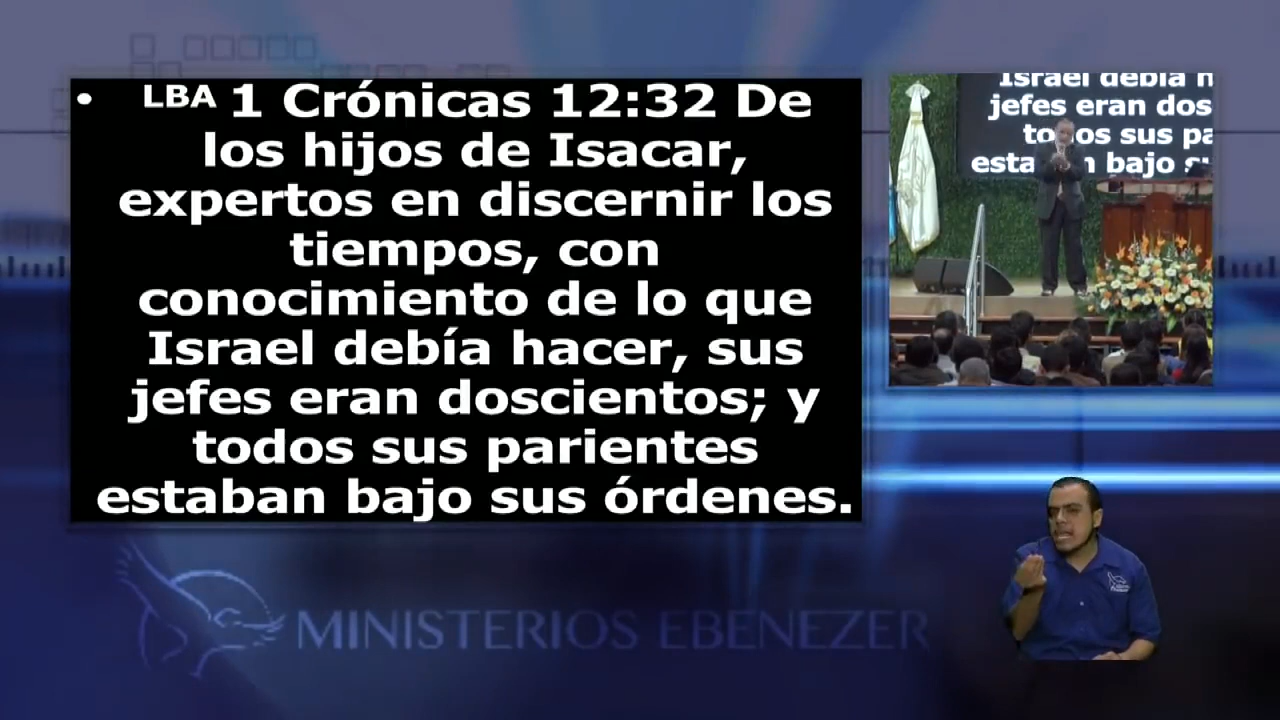 • LBA 1 Crónicas 12:32 De
los hijos de Isacar,
expertos en discernir los
tiempos, con
conocimiento de lo que
Israel debía hacer, sus
jefes eran doscientos; y
todos sus parientes
estaban bajo sus órdenes.
Israel debía h
jefes eran dos
todos sus pa
bajo
MINISTERIOS EBENEZER